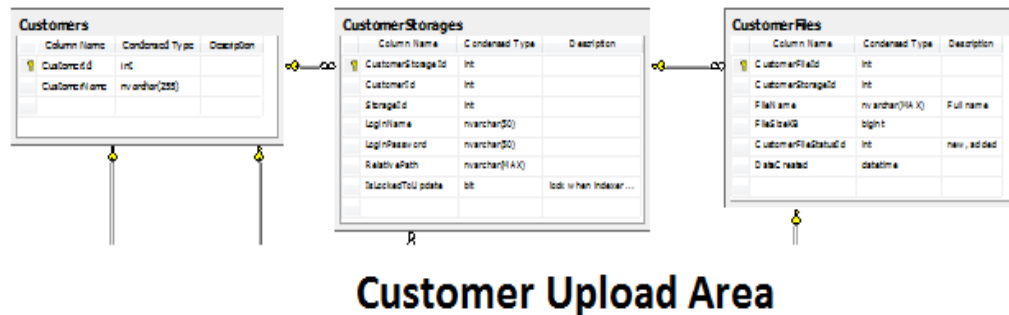 Customers
Column Name Condensed Type Description
CustomerId int
CustomerName nvarchar(255)
CustomerStorages
Column Name Condensed Type Description
CustomerStorageId int
CustomerId int
StorageId int
LoginName nvarchar(50)
LoginPassword nvarchar(50)
RelativePath nvarchar(MAX)
IsLockedToUpdate bit lock when indexer ...
CustomerFiles
Column Name Condensed Type Description
CustomerFileId int
CustomerStorageId int
FileName nvarchar(MAX) Full name
FileSizeKB bigint
CustomerFileStatusId int new, added
DateCreated datetime
Customer Upload Area